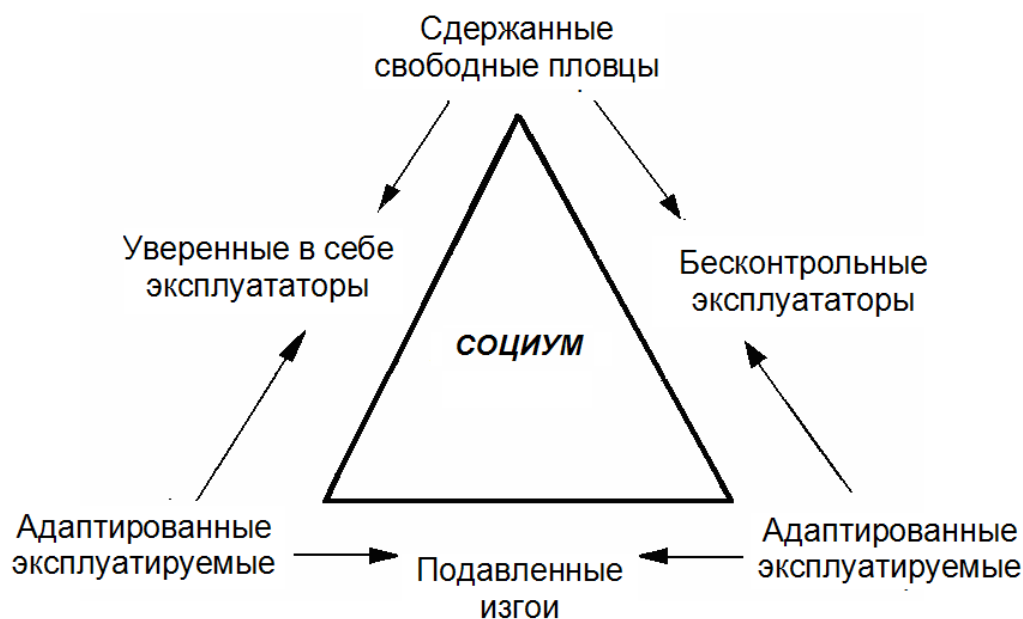 Сдержанные
свободные пловцы
Уверенные в себе
эксплуататоры
Бесконтрольные
эксплуататоры
СОЦИУМ
Адаптированные
эксплуатируемые
Подавленные
изгои
Адаптированные
эксплуатируемые